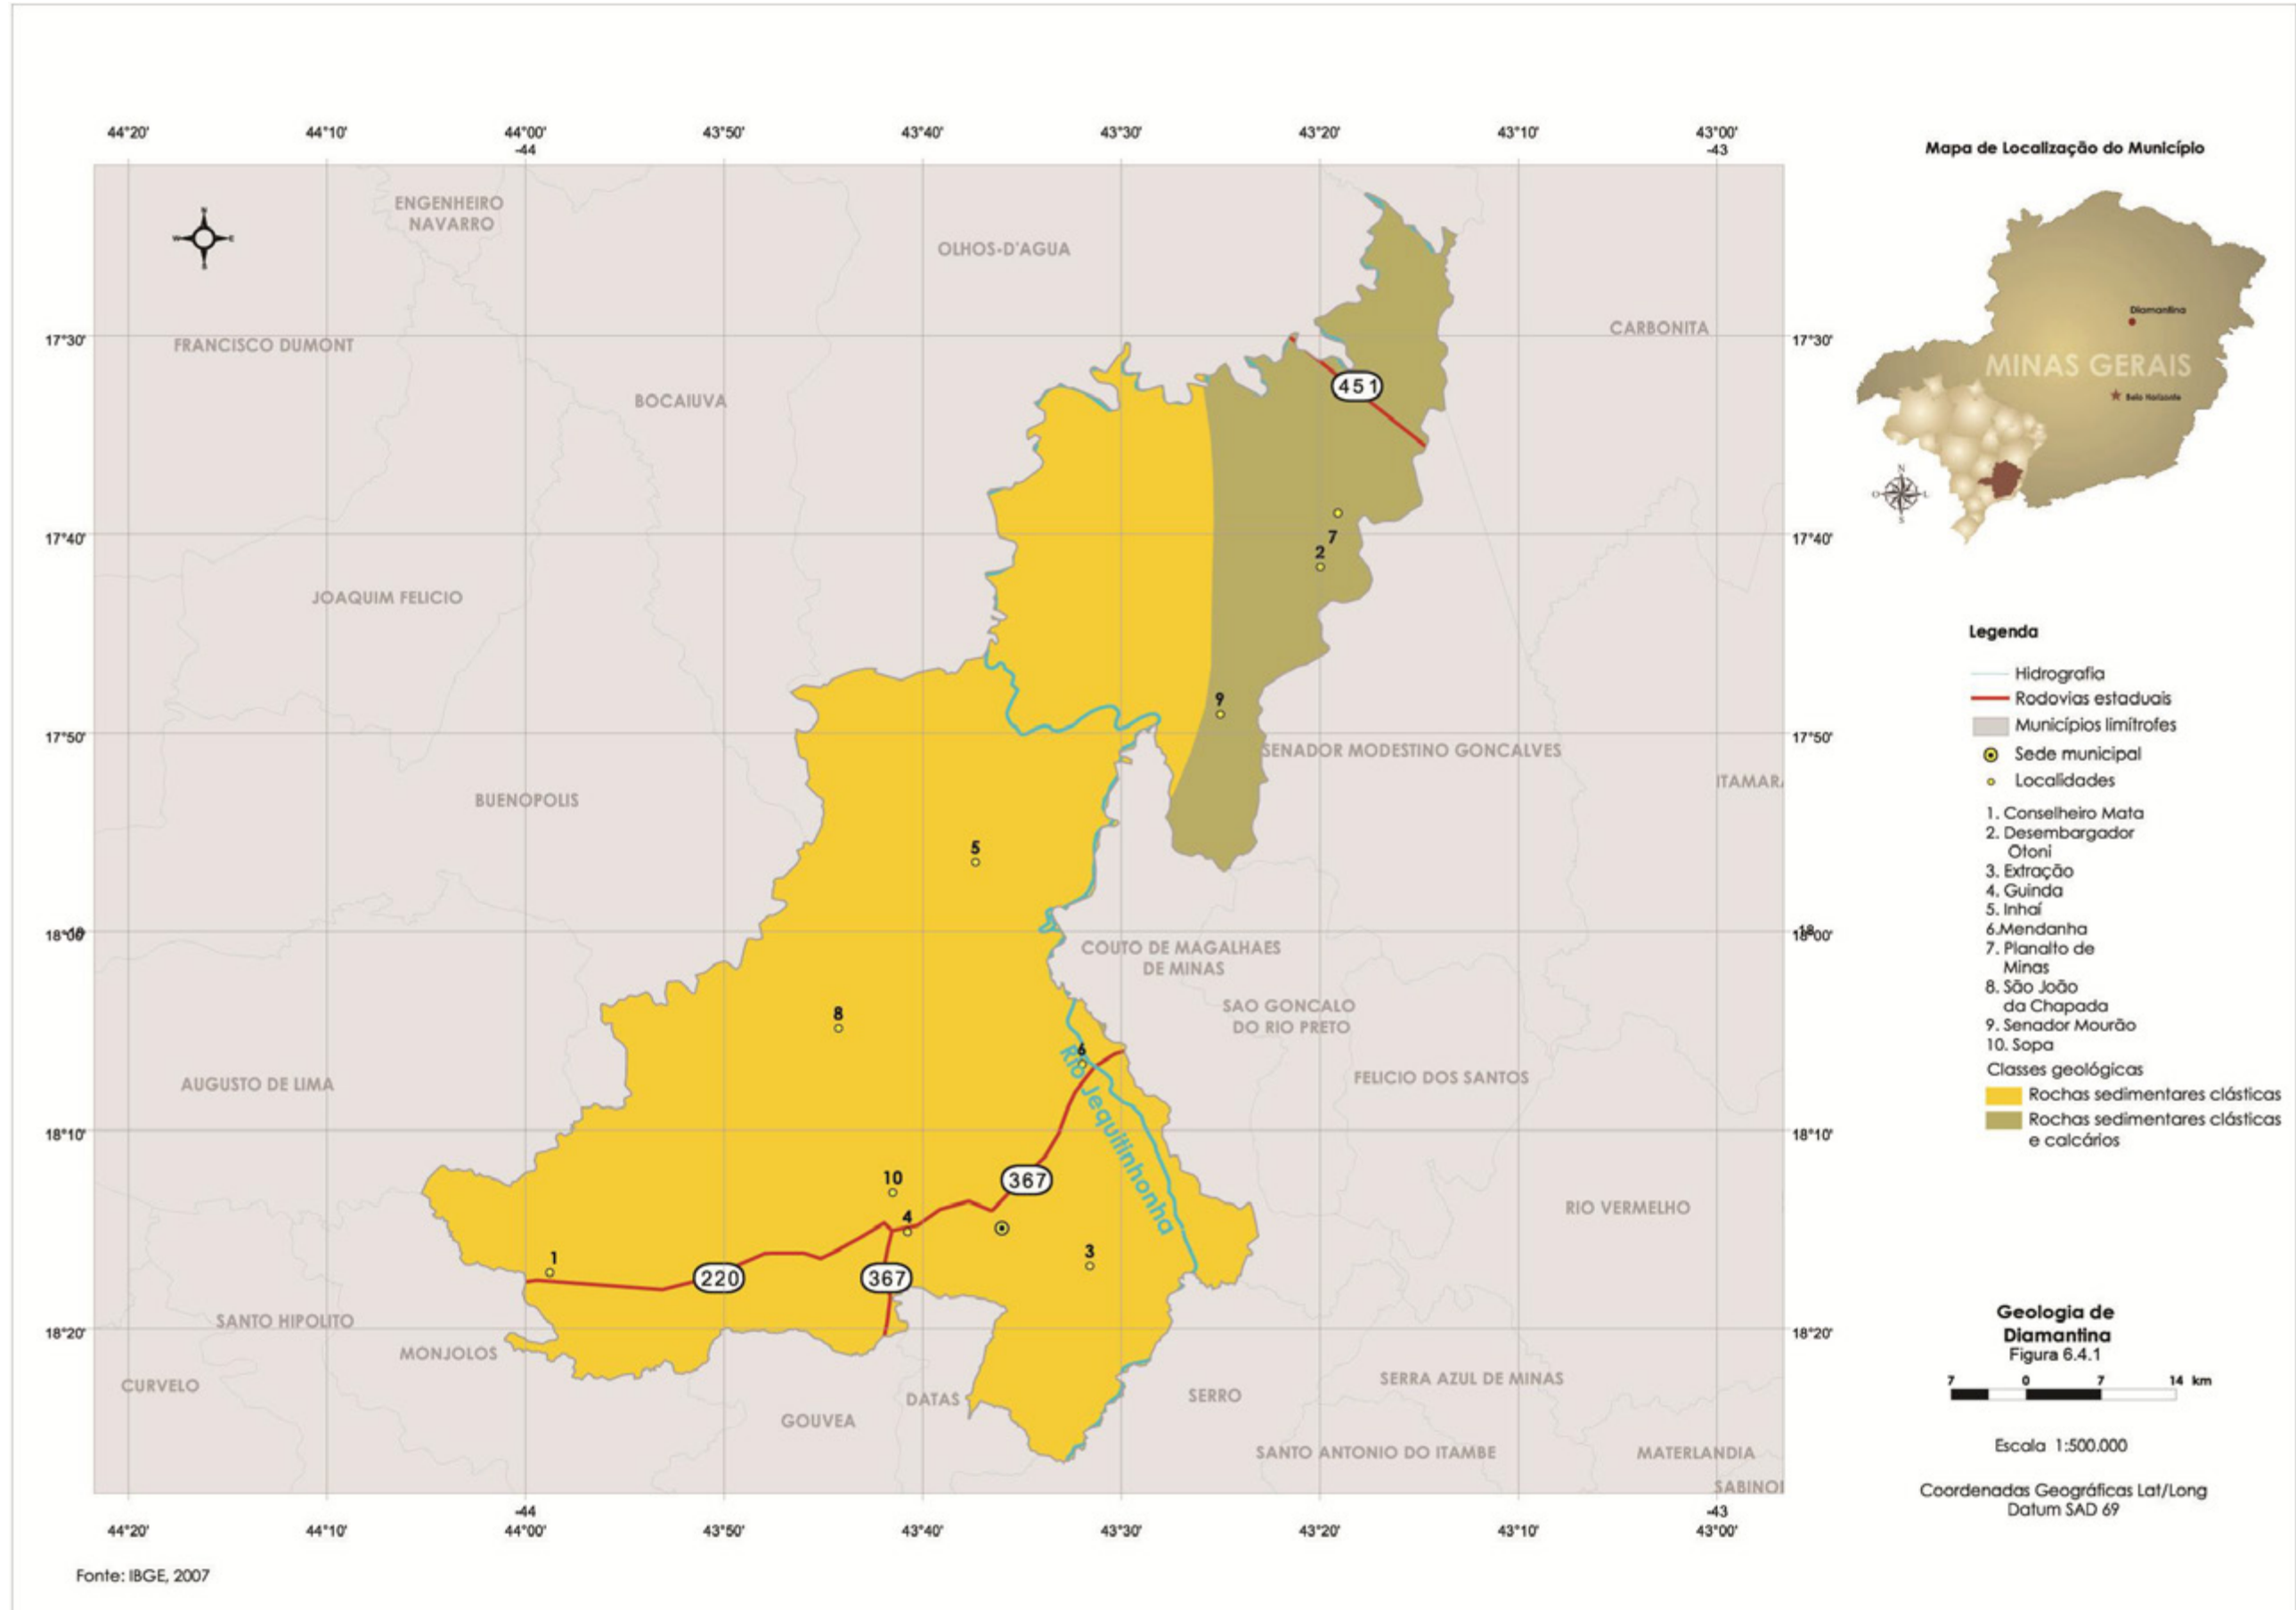 44°20'
44°10'
44°00'
-44
43°50'
43°40'
43°30'
43°20'
43°10'
43°00'
-43
Mapa de Localização do Município
N
W
E
S
ENGENHEIRO
NAVARRO
OLHOS-D'AGUA
Diamantina
MINAS GERAIS
Belo Horizonte
N
O
L
S
17°30'
FRANCISCO DUMONT
CARBONITA
17°30'
BOCAIUVA
451
17°40'
7
2
17°40'
JOAQUIM FELICIO
9
17°50'
SENADOR MODESTINO GONCALVES
17°50'
BUENOPOLIS
5
18°00'
COUTO DE MAGALHAES
DE MINAS
18°00'
8
SAO GONCALO
DO RIO PRETO
6
Rio Jequitinhonha
AUGUSTO DE LIMA
FELICIO DOS SANTOS
18°10'
18°10'
10
367
4
RIO VERMELHO
1
3
220
367
SANTO HIPOLITO
18°20'
18°20'
MONJOLOS
CURVELO
DATAS
SERRO
SERRA AZUL DE MINAS
GOUVEA
SANTO ANTONIO DO ITAMBE
MATERLANDIA
Legenda
Hidrografia
Rodovias estaduais
Municípios limítrofes
Sede municipal
Localidades
1. Conselheiro Mata
2. Desembargador
Otoni
3. Extração
4. Guinda
5. Inhaí
6.Mendanha
7. Planalto de
Minas
8. São João
da Chapada
9. Senador Mourão
10. Sopa
Classes geológicas
Rochas sedimentares clásticas
Rochas sedimentares clásticas
e calcários
Geologia de
Diamantina
Figura 6.4.1
7 0 7 14 km
Escala 1:500.000
Coordenadas Geográficas Lat/Long
Datum SAD 69
44°20'
44°10'
-44
44°00'
43°50'
43°40'
43°30'
43°20'
43°10'
-43
43°00'
Fonte: IBGE, 2007